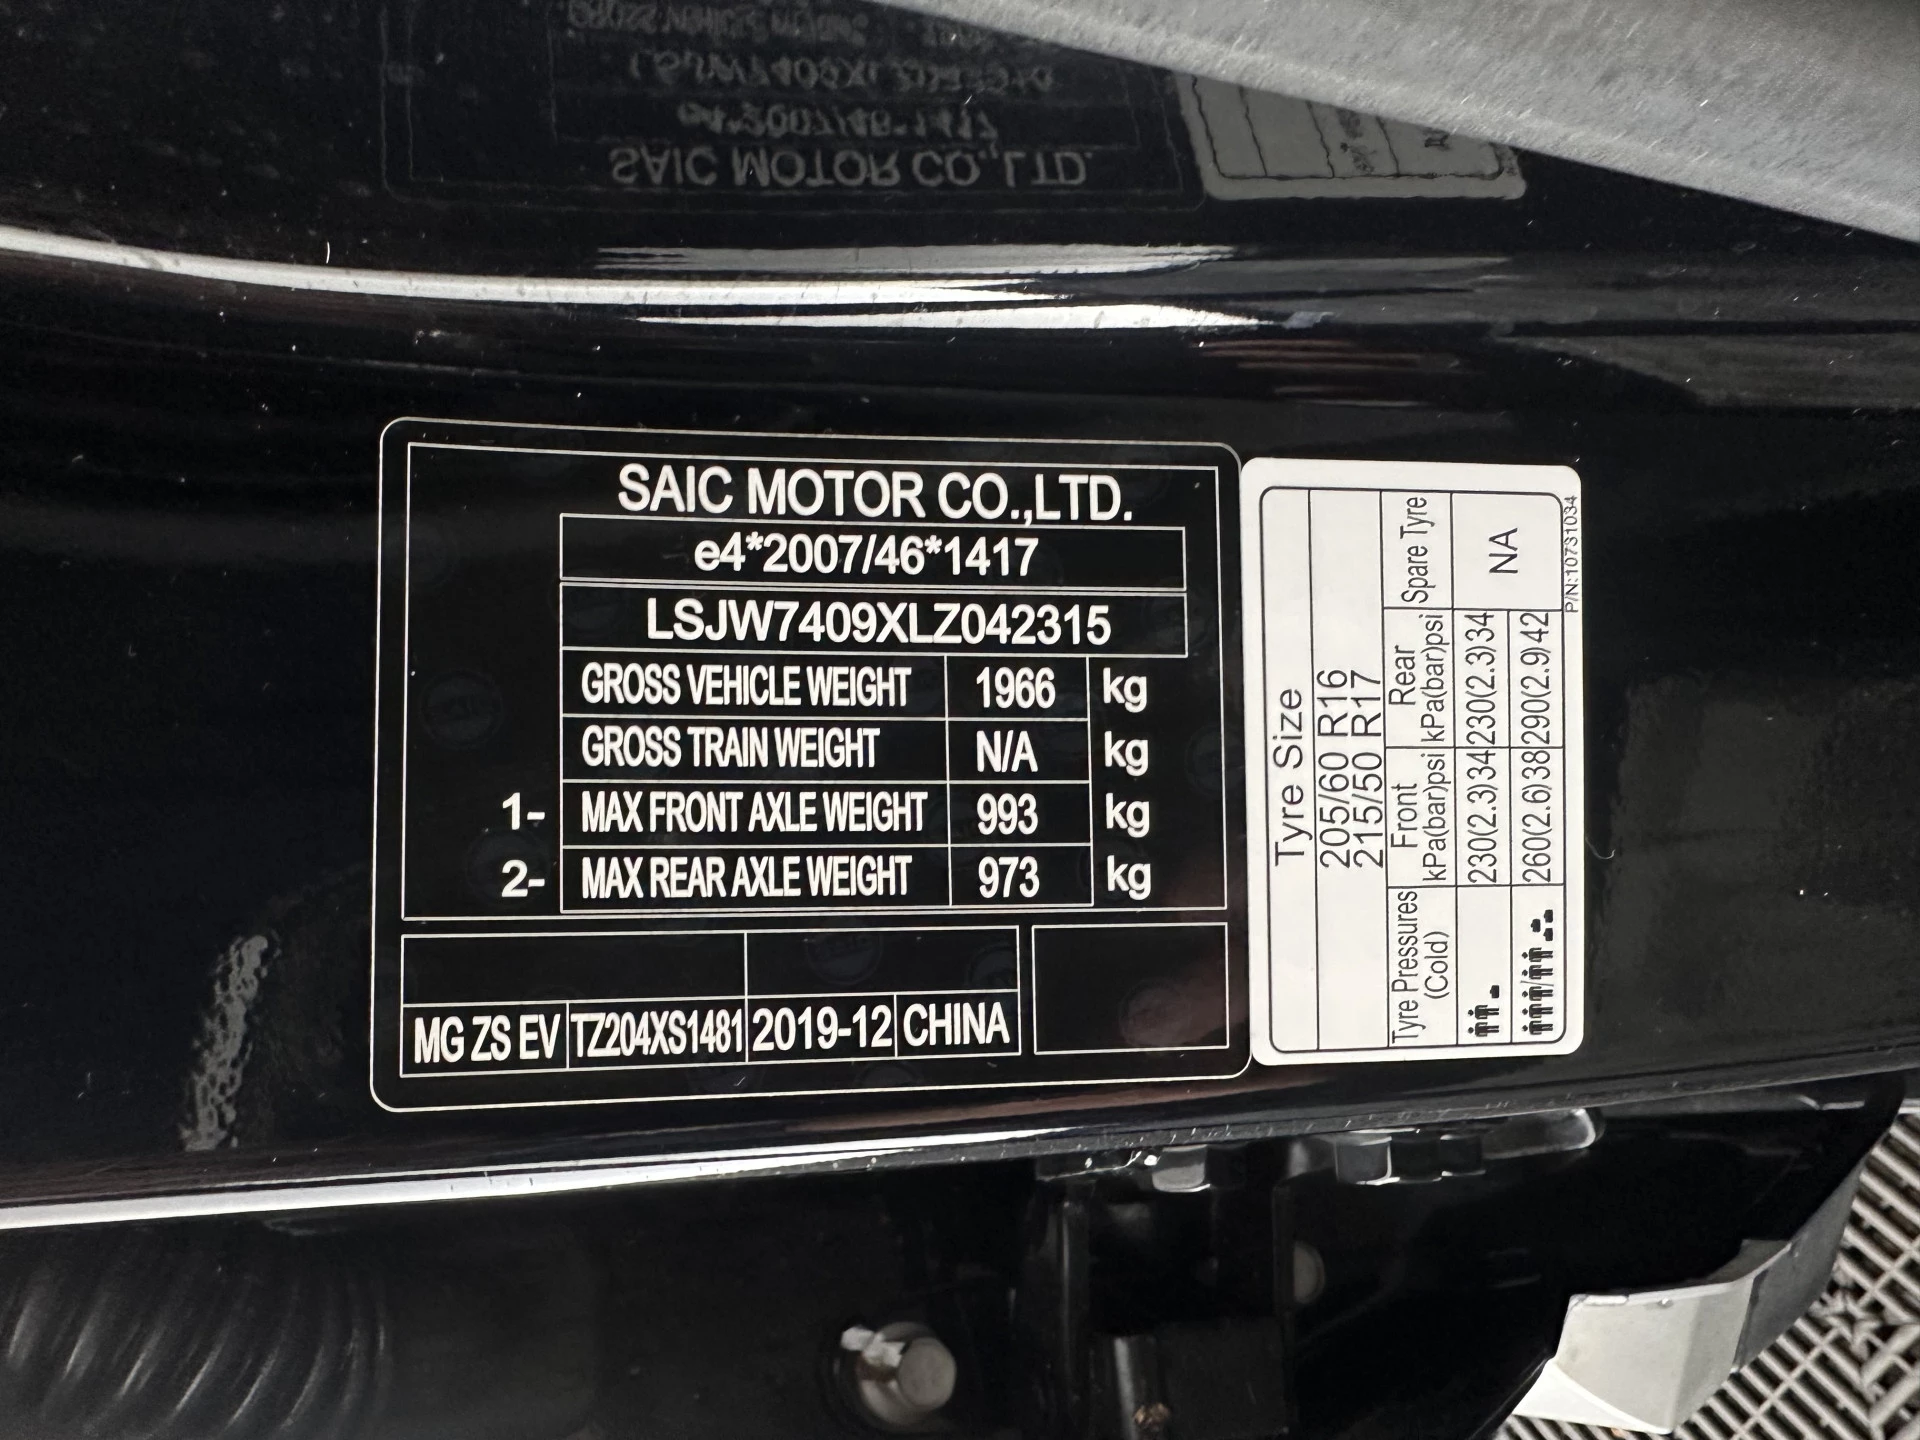 SAIC MOTOR CO.,LTD.
e4*2007/46*1417
LSJW7409XLZ042315
GROSS VEHICLE WEIGHT 1966 kg
GROSS TRAIN WEIGHT N/A kg
1- MAX FRONT AXLE WEIGHT 993 kg
2- MAX REAR AXLE WEIGHT 973 kg
MG ZS EV TZ204XS1481 2019-12 CHINA
Tyre Size
205/60 R16
215/50 R17
Tyre Pressures (Cold)
Front kPa(bar)psi
Rear kPa(bar)psi
Spare Tyre
230(2.3)34 230(2.3)34
260(2.6)38 290(2.9)42
NA
P/N:10731034